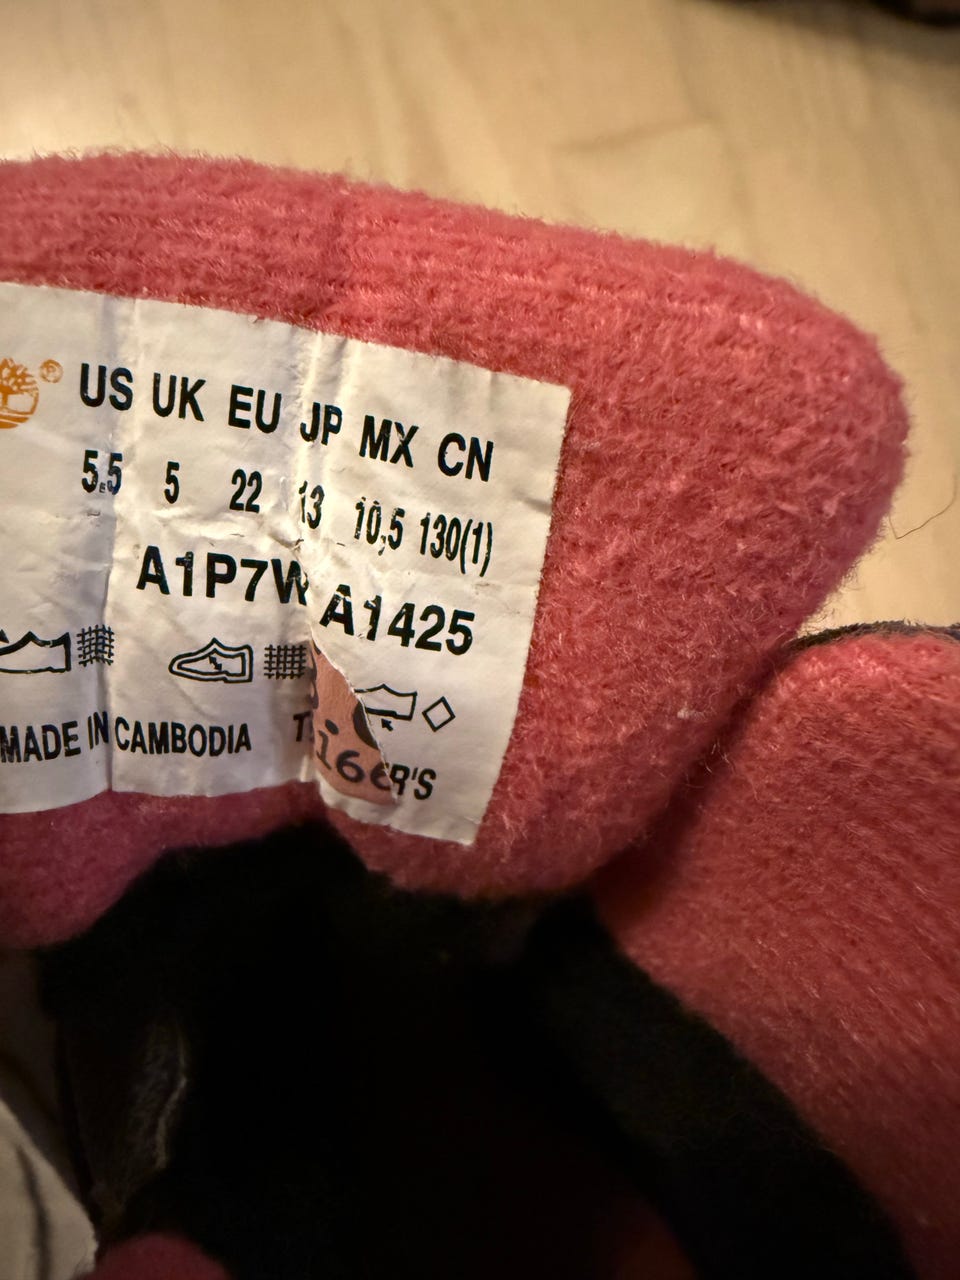 ®
US UK EU JP MX CN
5.5 5 22 13 10,5 130(1)
A1P7W A1425
MADE IN CAMBODIA